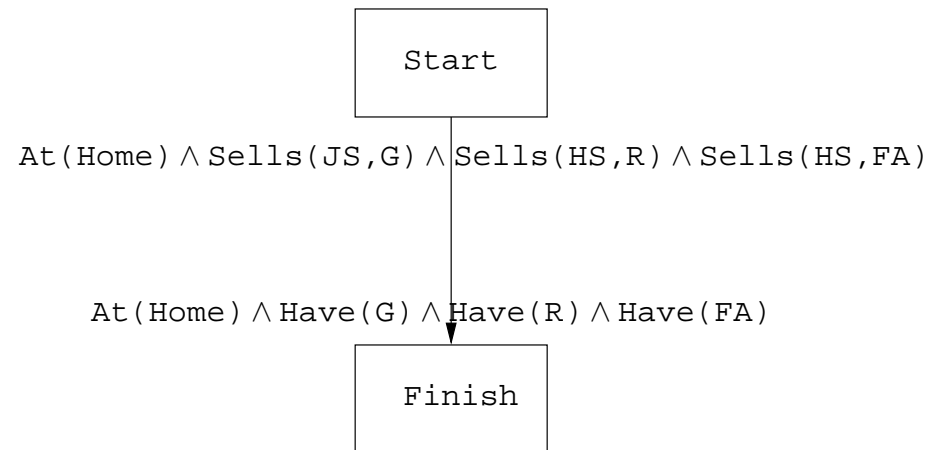 Start
At(Home) ∧ Sells(JS,G) ∧ Sells(HS,R) ∧ Sells(HS,FA)
At(Home) ∧ Have(G) ∧ Have(R) ∧ Have(FA)
Finish